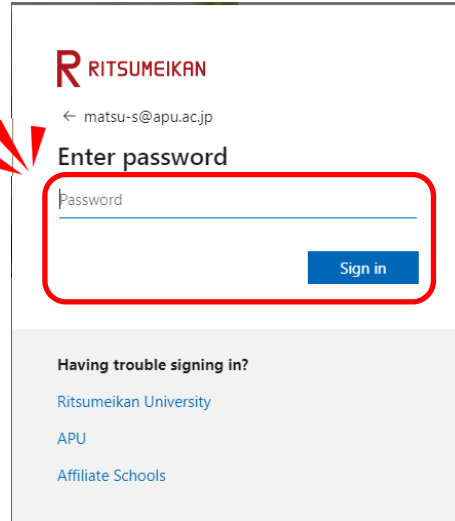 RITSUMEIKAN
← matsu-s@apu.ac.jp
Enter password
Password
Sign in
Having trouble signing in?
Ritsumeikan University
APU
Affiliate Schools